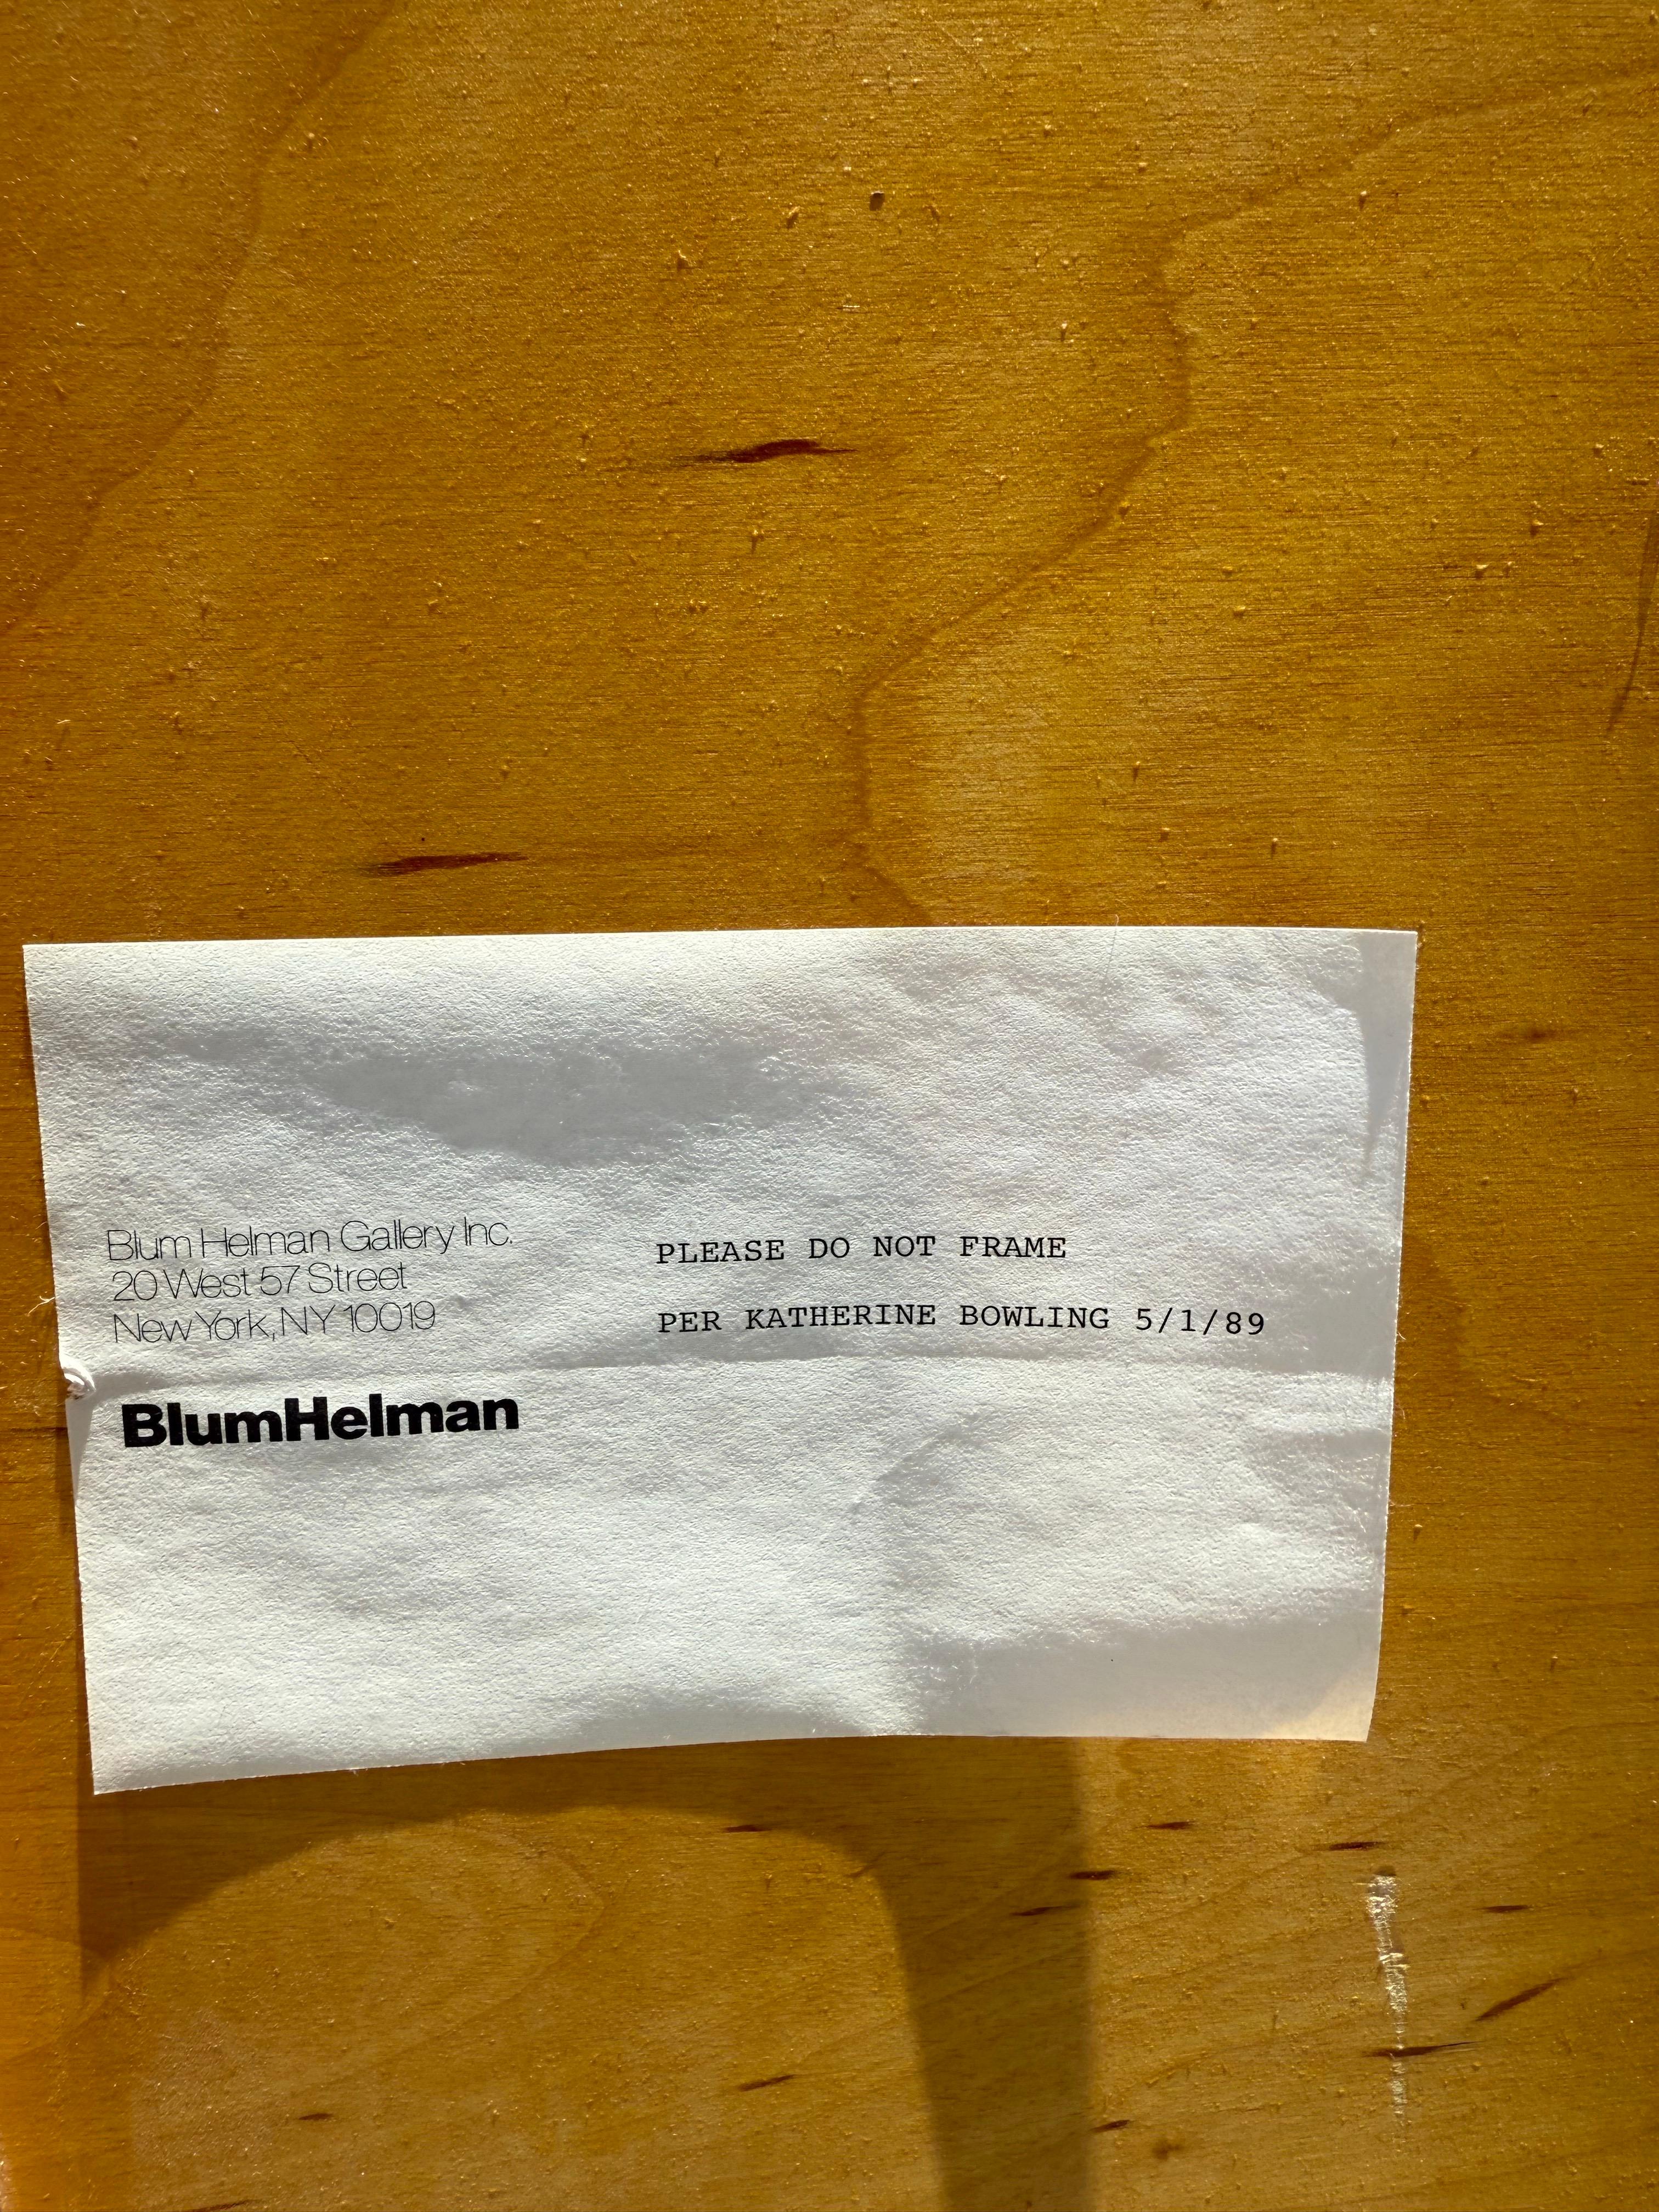 Blum Helman Gallery Inc.
20 West 57 Street
New York, NY 10019
BlumHelman
PLEASE DO NOT FRAME
PER KATHERINE BOWLING 5/1/89